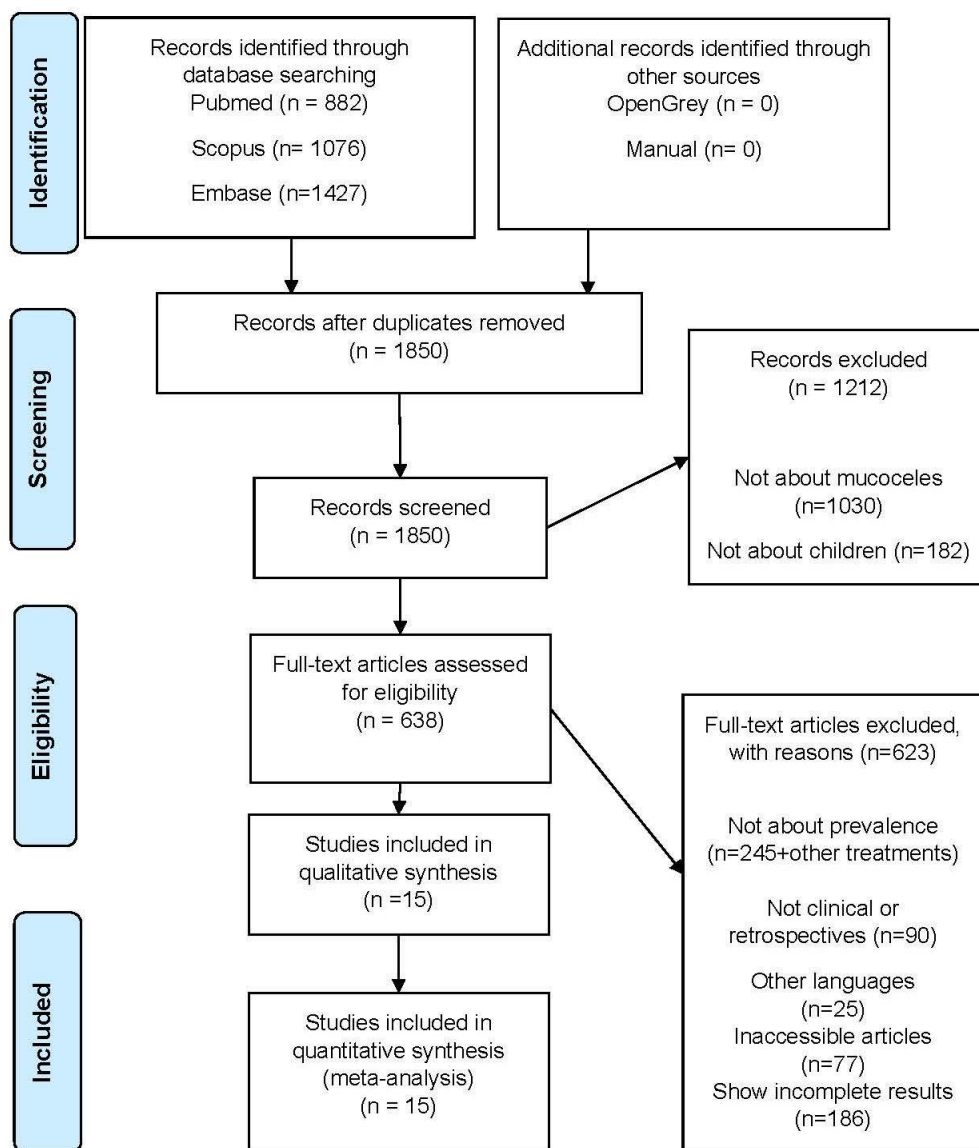 Identification
Records identified through
database searching
Pubmed (n = 882)
Scopus (n= 1076)
Embase (n=1427)
Additional records identified through
other sources
OpenGrey (n = 0)
Manual (n= 0)
Screening
Records after duplicates removed
(n = 1850)
Records screened
(n = 1850)
Records excluded
(n = 1212)
Not about mucoceles
(n=1030)
Not about children (n=182)
Eligibility
Full-text articles assessed
for eligibility
(n = 638)
Full-text articles excluded,
with reasons (n=623)
Not about prevalence
(n=245+other treatments)
Not clinical or
retrospectives (n=90)
Other languages
(n=25)
Inaccessible articles
(n=77)
Show incomplete results
(n=186)
Studies included in
qualitative synthesis
(n =15)
Included
Studies included in
quantitative synthesis
(meta-analysis)
(n = 15)